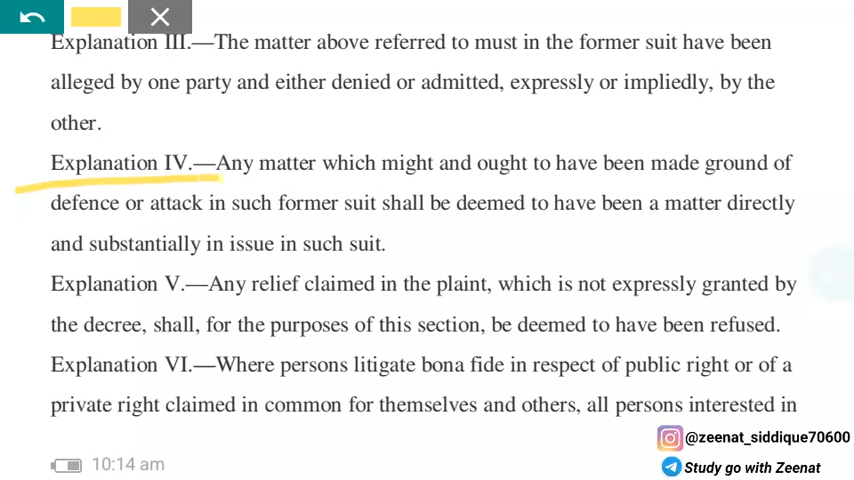 Explanation III.—The matter above referred to must in the former suit have been
alleged by one party and either denied or admitted, expressly or impliedly, by the
other.
Explanation IV.—Any matter which might and ought to have been made ground of
defence or attack in such former suit shall be deemed to have been a matter directly
and substantially in issue in such suit.
Explanation V.—Any relief claimed in the plaint, which is not expressly granted by
the decree, shall, for the purposes of this section, be deemed to have been refused.
Explanation VI.—Where persons litigate bona fide in respect of public right or of a
private right claimed in common for themselves and others, all persons interested in
@zeenat_siddique70600
Study go with Zeenat
10:14 am